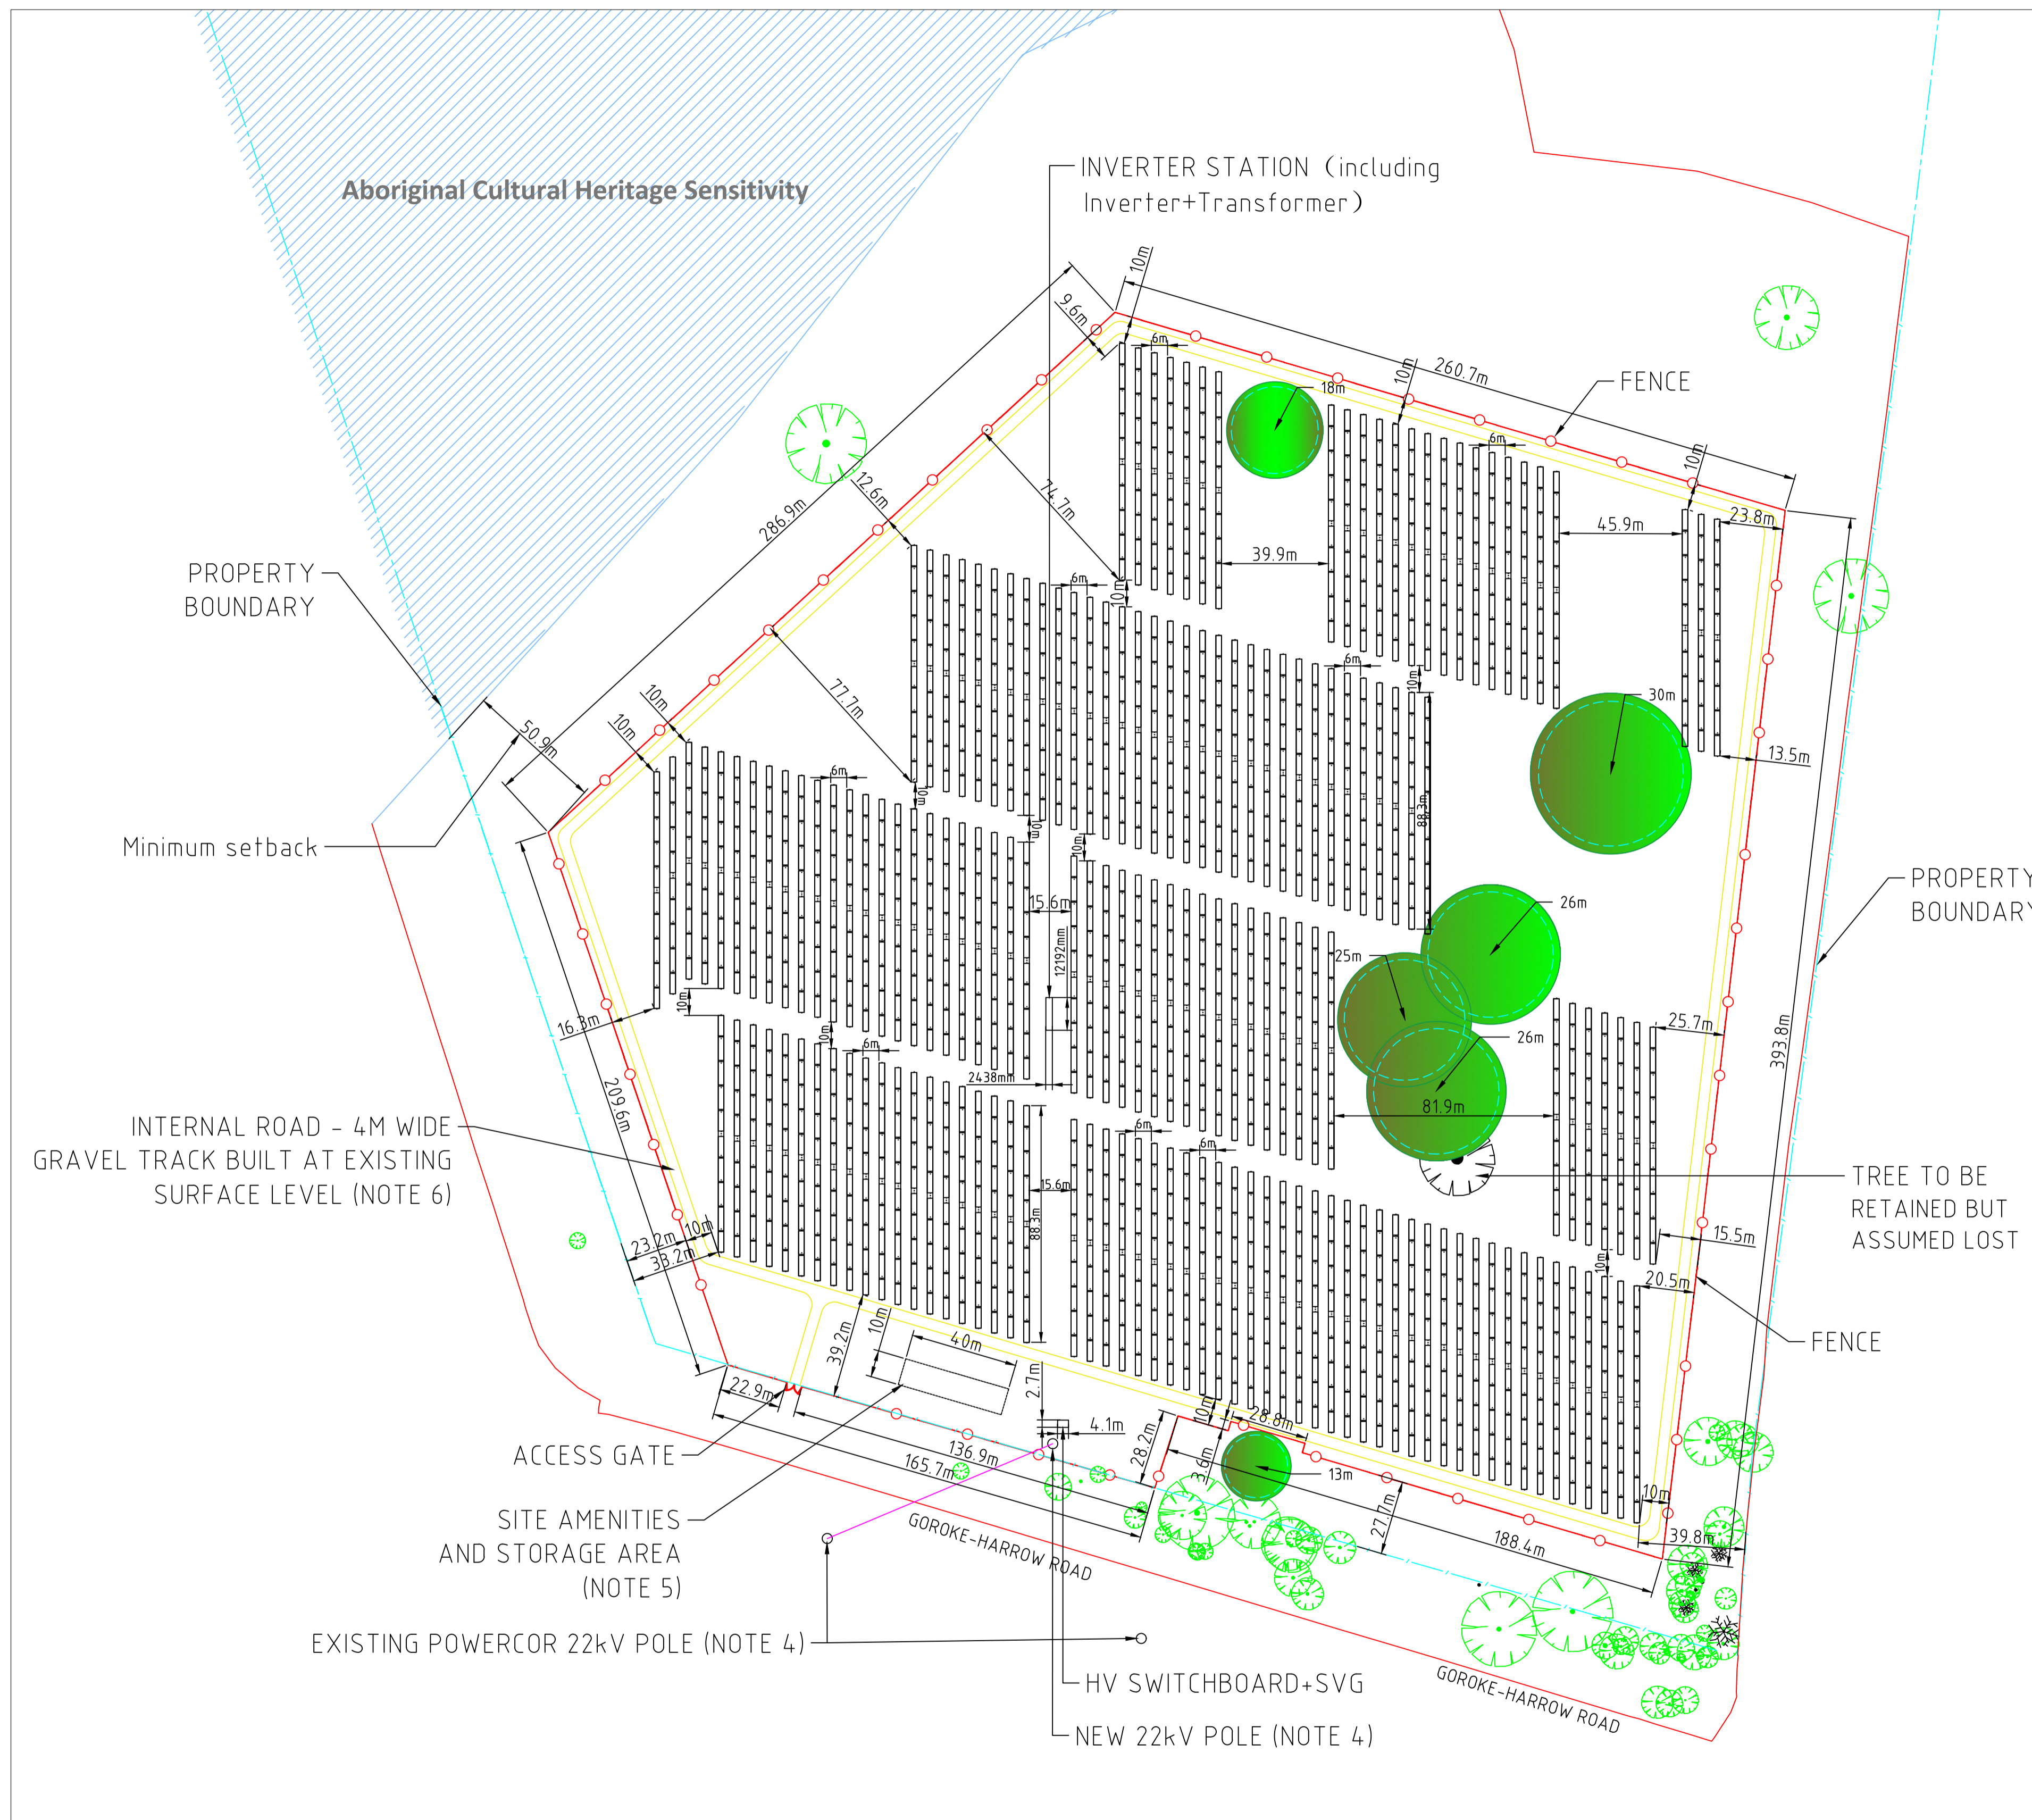 INVERTER STATION (including
Inverter+Transformer)
Aboriginal Cultural Heritage Sensitivity
10m
9.6m
6m
18m
10m
260.7m
FENCE
6m
10m
286.9m
12.6m
74.7m
39.9m
45.9m
23.8m
PROPERTY
BOUNDARY
6m
10m
77.7m
6m
10m
30m
10m
10m
50.9m
13.5m
6m
10m
10m
10m
88.3m
Minimum setback
PROPERTY
BOUNDARY
15.6m
12192mm
25m
26m
16.3m
10m
10m
6m
2438mm
26m
25.7m
393.8m
209.6m
81.9m
INTERNAL ROAD - 4M WIDE
GRAVEL TRACK BUILT AT EXISTING
SURFACE LEVEL (NOTE 6)
6m
6m
15.6m
88.3m
TREE TO BE
RETAINED BUT
ASSUMED LOST
23.2m
10m
33.2m
15.5m
10m
20.5m
39.2m
10m
40m
FENCE
22.9m
2.7m
4.1m
10m
28.8m
28.2m
3.6m
13m
136.9m
165.7m
ACCESS GATE
27.7m
188.4m
10m
39.8m
SITE AMENITIES
AND STORAGE AREA
(NOTE 5)
GOROKE-HARROW ROAD
EXISTING POWERCOR 22kV POLE (NOTE 4)
HV SWITCHBOARD+SVG
NEW 22kV POLE (NOTE 4)
GOROKE-HARROW ROAD